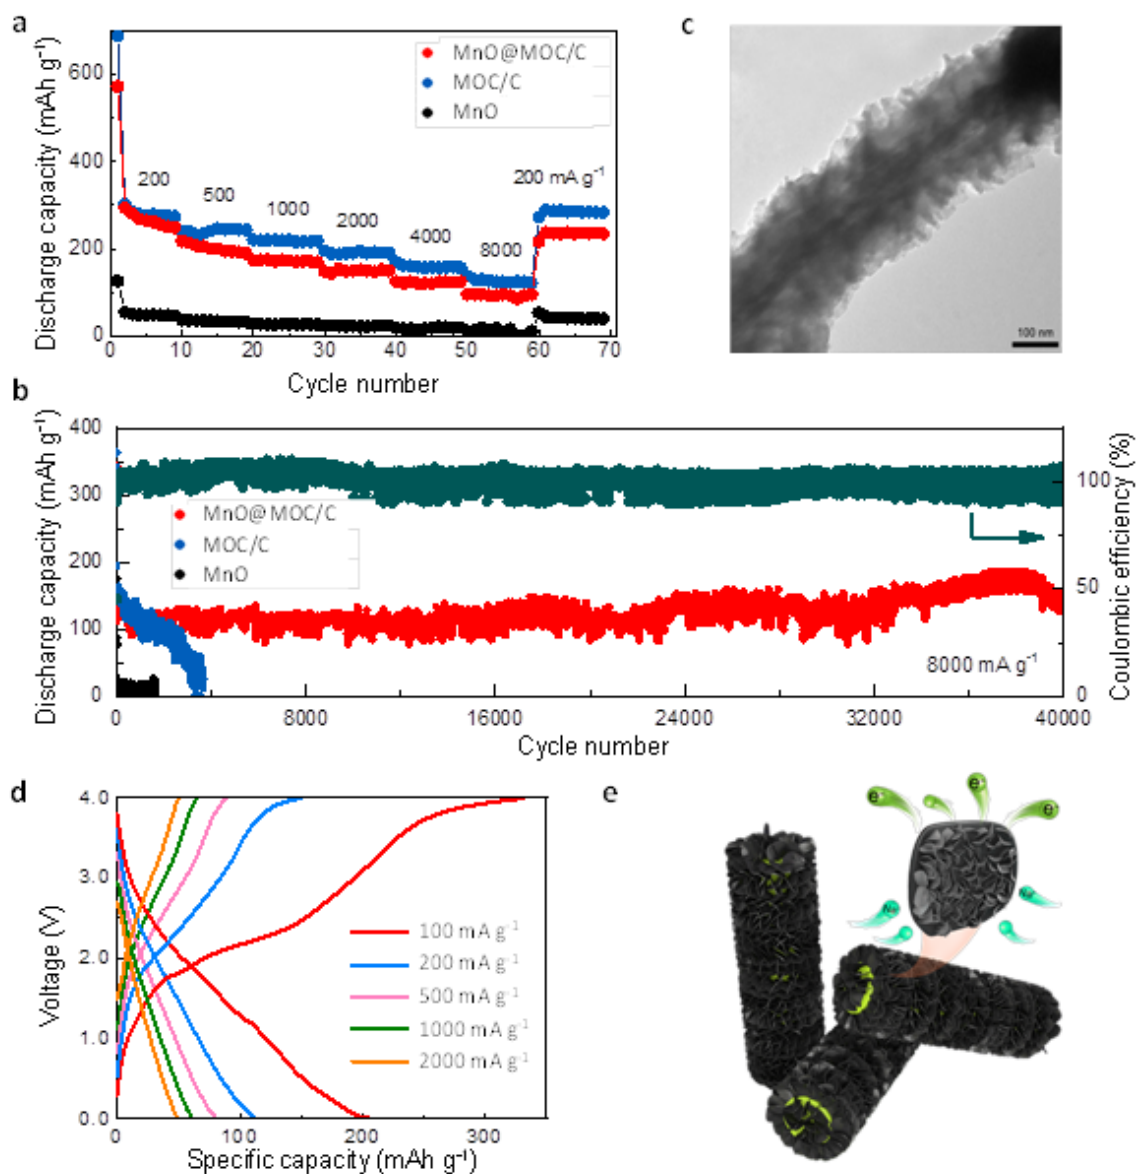 a
Discharge capacity (mAh g⁻¹)
600
400
200
0
MnO@MOC/C
MOC/C
MnO
200
500
1000
2000
4000
8000
200 mA g⁻¹
0 10 20 30 40 50 60 70
Cycle number
c
100 nm
b
Discharge capacity (mAh g⁻¹)
400
300
200
100
0
MnO@MOC/C
MOC/C
MnO
8000 mA g⁻¹
100
50
0
Coulombic efficiency (%)
0 8000 16000 24000 32000 40000
Cycle number
d
Voltage (V)
4.0
3.0
2.0
1.0
0.0
100 mA g⁻¹
200 mA g⁻¹
500 mA g⁻¹
1000 mA g⁻¹
2000 mA g⁻¹
0 100 200 300
Specific capacity (mAh g⁻¹)
e
e
e
e
Na
Na